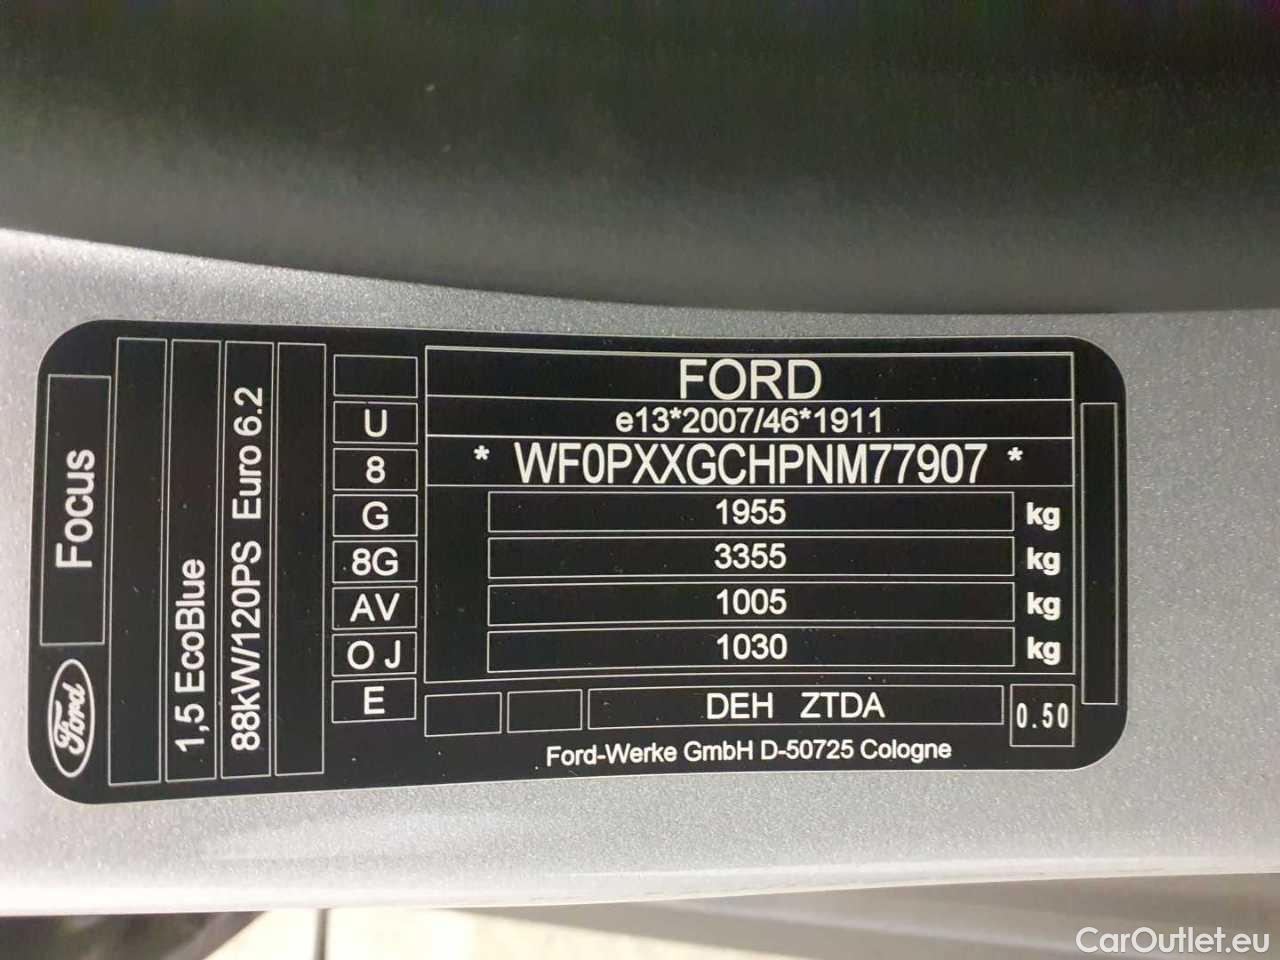 FORD
e13*2007/46*1911
* WF0PXXGCHPNM77907 *
1955 kg
3355 kg
1005 kg
1030 kg
DEH ZTDA
0.50
Ford-Werke GmbH D-50725 Cologne
U
8
G
8G
AV
O J
E
Ford
Focus
1,5 EcoBlue
88kW/120PS Euro 6.2
CarOutlet.eu